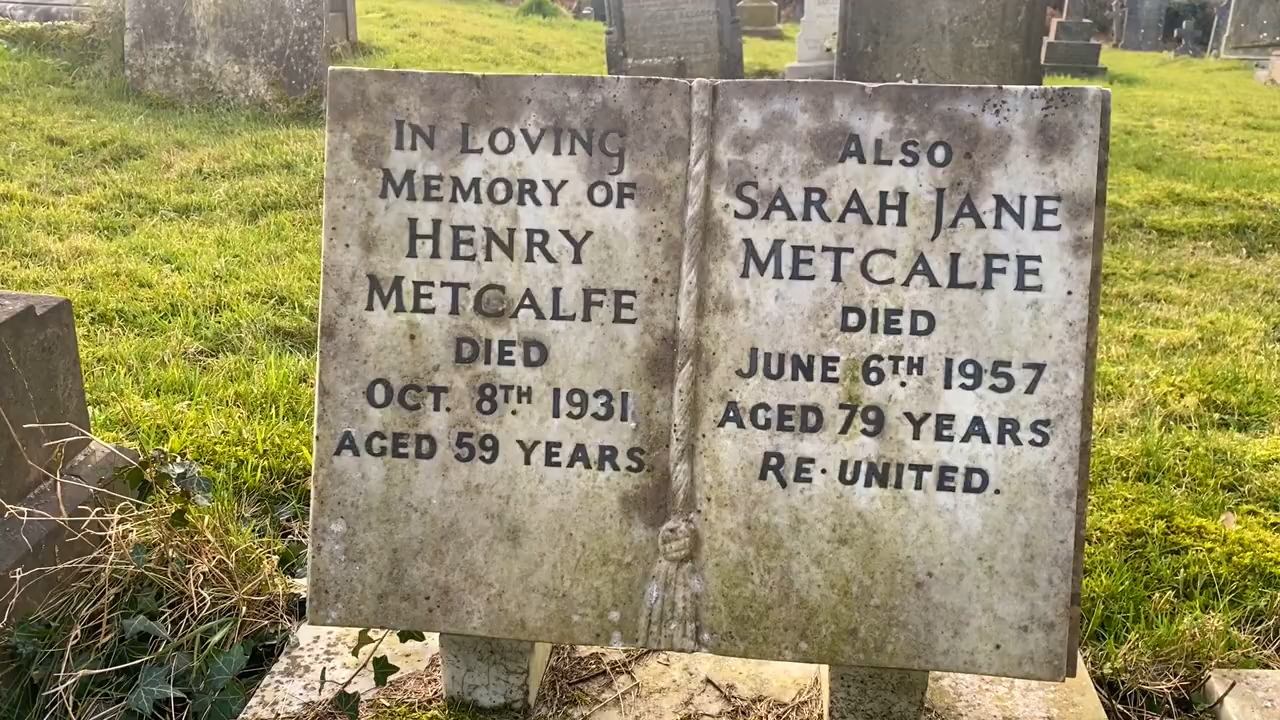 In Loving
Memory of
Henry
Metcalfe
DIED
Oct. 8TH. 1931
AGED 59 YEARS.
ALSO
Sarah Jane
Metcalfe.
DIED
June 6TH. 1957
AGED 79 YEARS
Re-united.